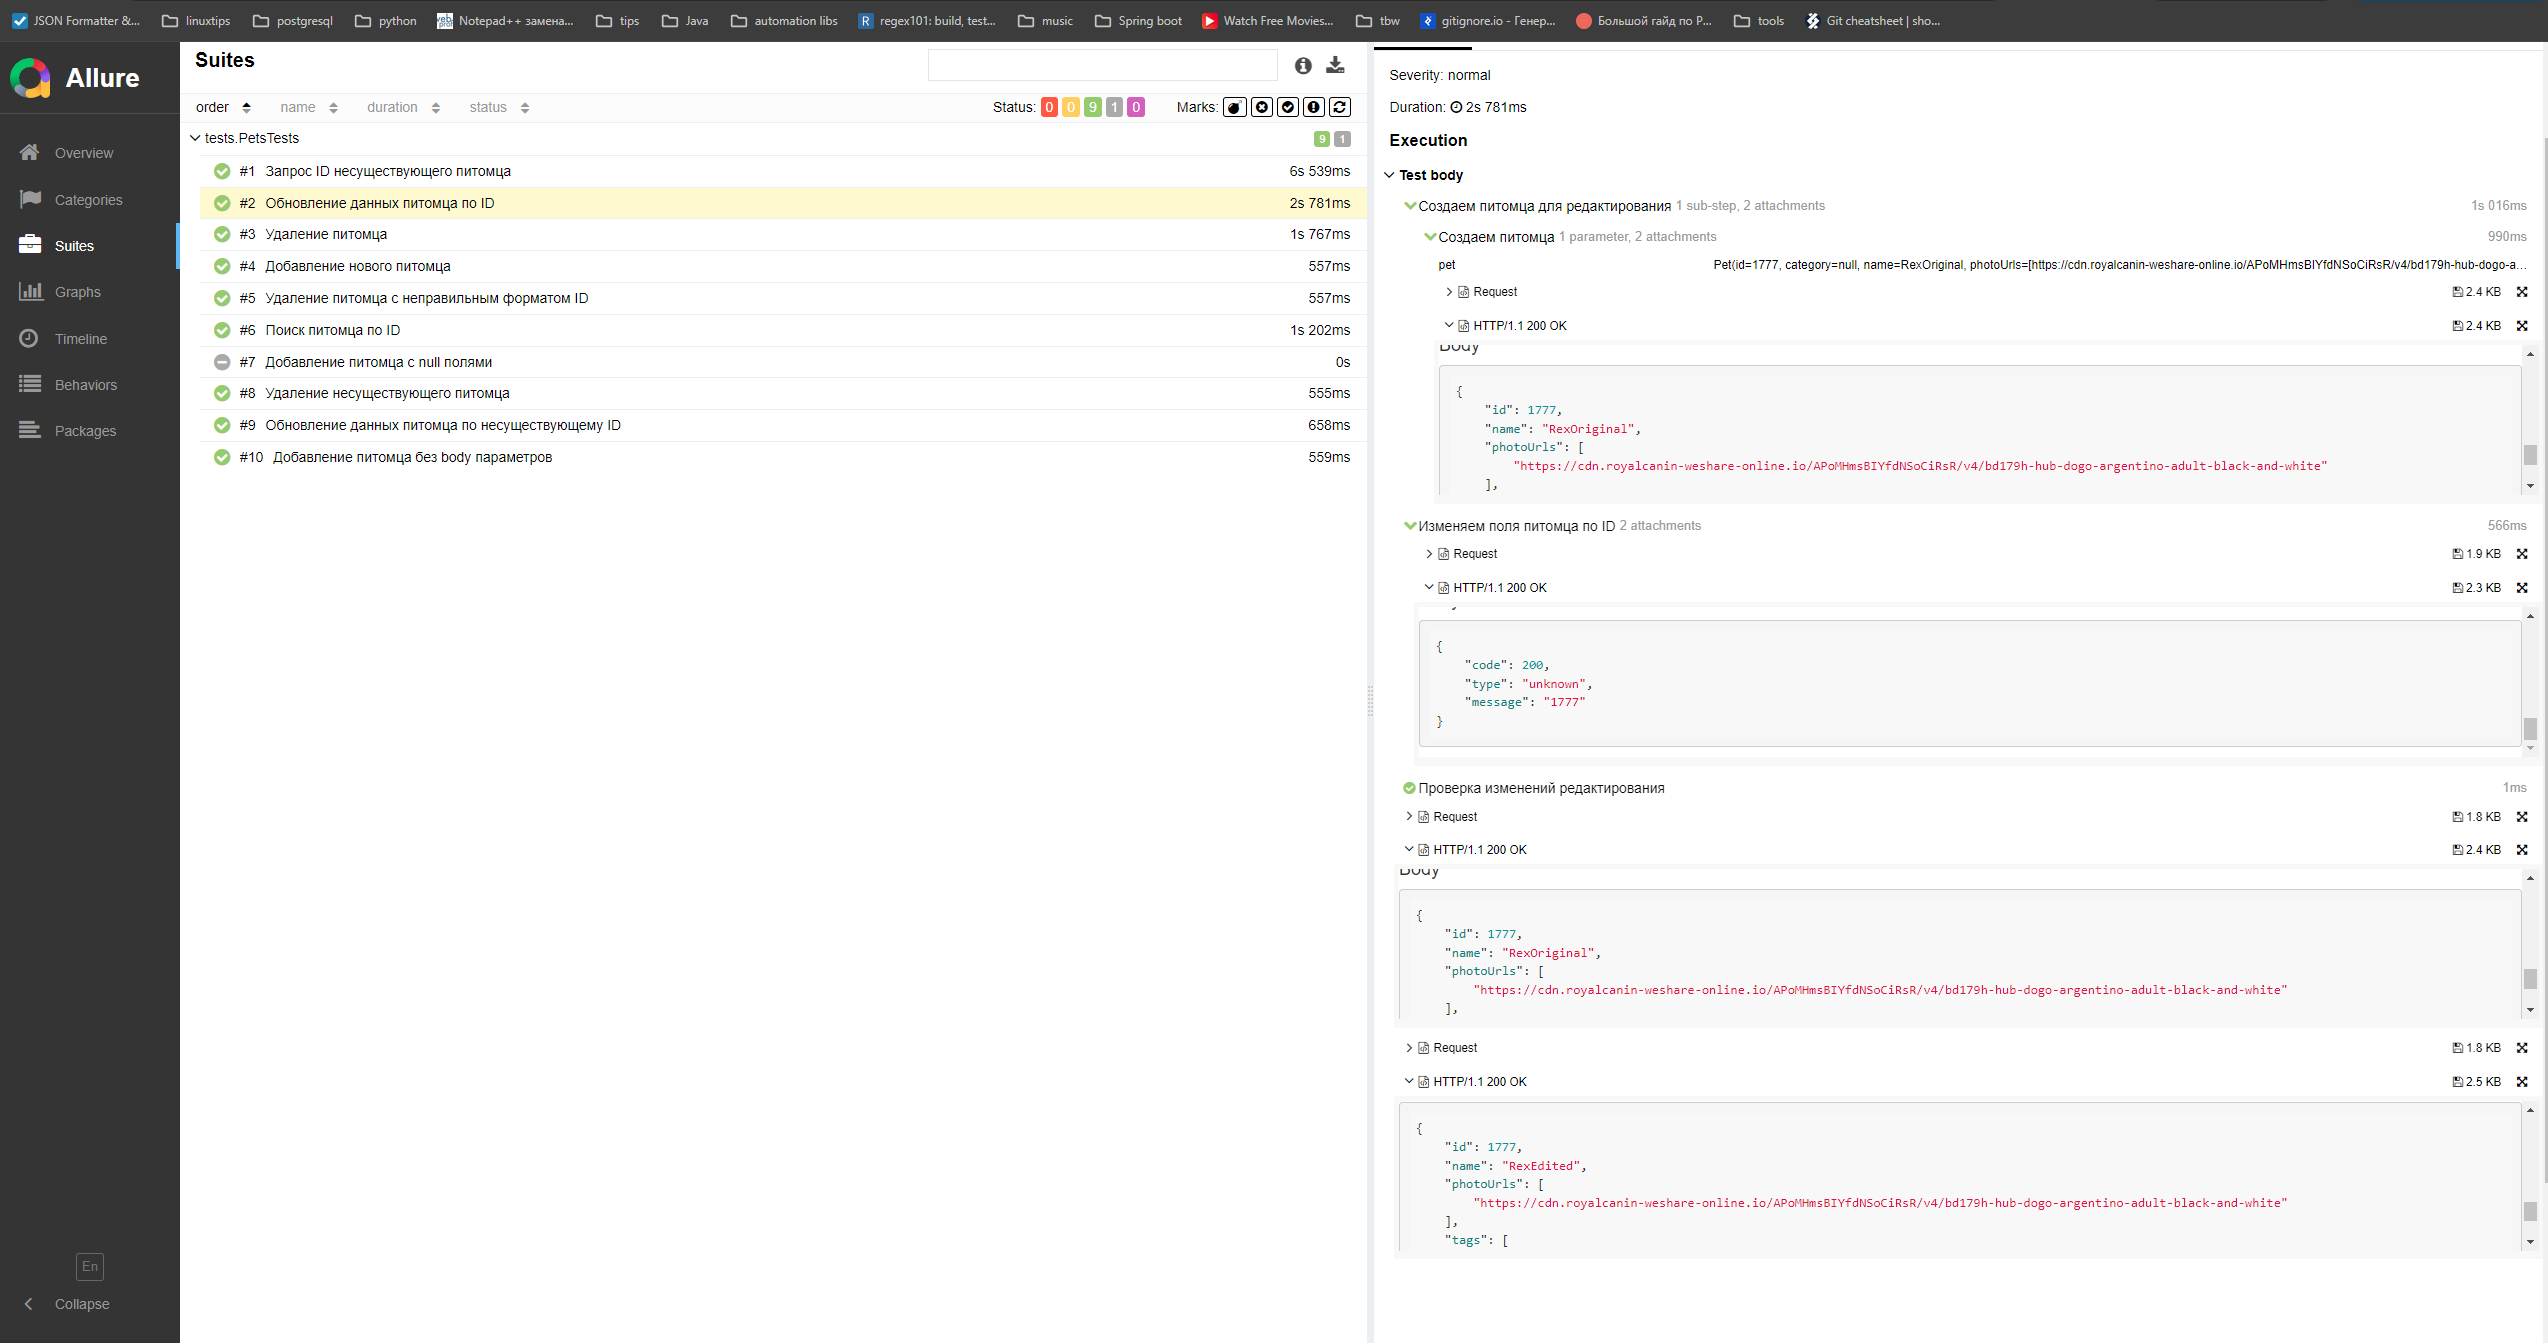 JSON Formatter &...
linuxtips
postgresql
python
Notepad++ замена...
tips
Java
automation libs
regex101: build, test...
music
Spring boot
Watch Free Movies...
tbw
gitignore.io - Генер...
Большой гайд по Р...
tools
Git cheatsheet | sho...
Allure
Overview
Categories
Suites
Graphs
Timeline
Behaviors
Packages
En
Collapse
Suites
order name duration status Status: 0 0 9 1 0 Marks:
tests.PetsTests 9 1
#1 Запрос ID несуществующего питомца 6s 539ms
#2 Обновление данных питомца по ID 2s 781ms
#3 Удаление питомца 1s 767ms
#4 Добавление нового питомца 557ms
#5 Удаление питомца с неправильным форматом ID 557ms
#6 Поиск питомца по ID 1s 202ms
#7 Добавление питомца с null полями 0s
#8 Удаление несуществующего питомца 555ms
#9 Обновление данных питомца по несуществующему ID 658ms
#10 Добавление питомца без body параметров 559ms
Severity: normal
Duration: 2s 781ms
Execution
Test body
Создаем питомца для редактирования 1 sub-step, 2 attachments 1s 016ms
Создаем питомца 1 parameter, 2 attachments 990ms
pet Pet(id=1777, category=null, name=RexOriginal, photoUrls=[https://cdn.royalcanin-weshare-online.io/APoMHmsBIYfdNSoCiRsR/v4/bd179h-hub-dogo-a...
Request 2.4 KB
HTTP/1.1 200 OK 2.4 KB
Body
{
"id": 1777,
"name": "RexOriginal",
"photoUrls": [
"https://cdn.royalcanin-weshare-online.io/APoMHmsBIYfdNSoCiRsR/v4/bd179h-hub-dogo-argentino-adult-black-and-white"
],
Изменяем поля питомца по ID 2 attachments 566ms
Request 1.9 KB
HTTP/1.1 200 OK 2.3 KB
{
"code": 200,
"type": "unknown",
"message": "1777"
}
Проверка изменений редактирования 1ms
Request 1.8 KB
HTTP/1.1 200 OK 2.4 KB
Body
{
"id": 1777,
"name": "RexOriginal",
"photoUrls": [
"https://cdn.royalcanin-weshare-online.io/APoMHmsBIYfdNSoCiRsR/v4/bd179h-hub-dogo-argentino-adult-black-and-white"
],
Request 1.8 KB
HTTP/1.1 200 OK 2.5 KB
{
"id": 1777,
"name": "RexEdited",
"photoUrls": [
"https://cdn.royalcanin-weshare-online.io/APoMHmsBIYfdNSoCiRsR/v4/bd179h-hub-dogo-argentino-adult-black-and-white"
],
"tags": [